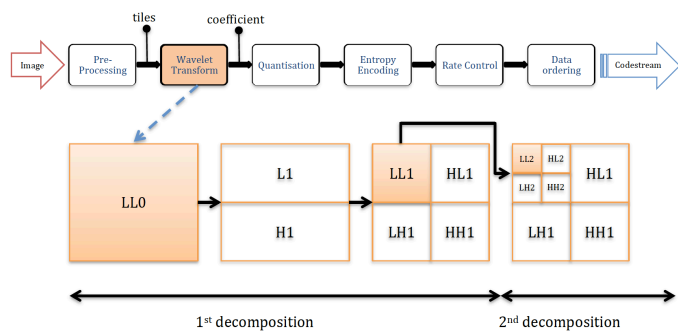 tiles
coefficient
Image
Pre-
Processing
Wavelet
Transform
Quantisation
Entropy
Encoding
Rate Control
Data
ordering
Codestream
LL0
L1
H1
LL1
HL1
LH1
HH1
LL2
HL2
LH2
HH2
HL1
LH1
HH1
1st decomposition
2nd decomposition